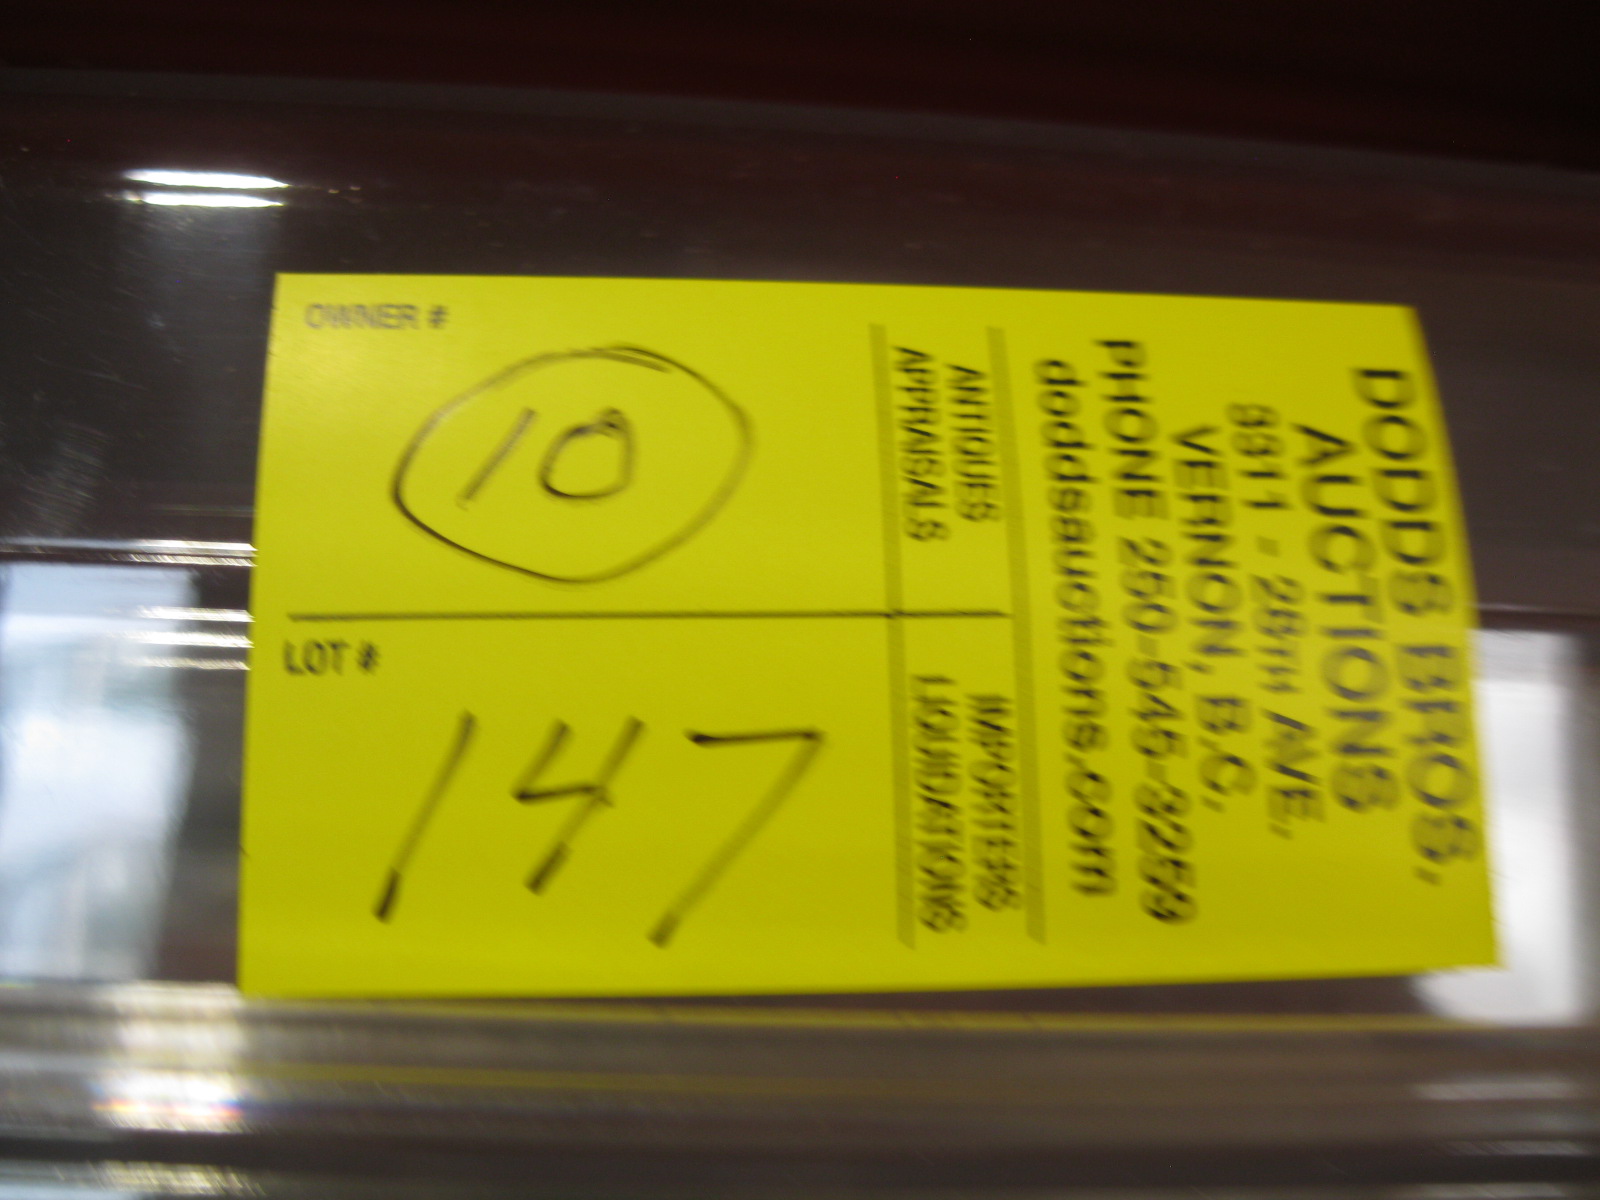 OWNER #
10
LOT #
147
DODDS BROS.
AUCTIONS
3311 - 28TH AVE.
VERNON, B.C.
PHONE 250-545-3259
doddsauctions.com
ANTIQUES IMPORTERS
APPRAISALS LIQUIDATIONS